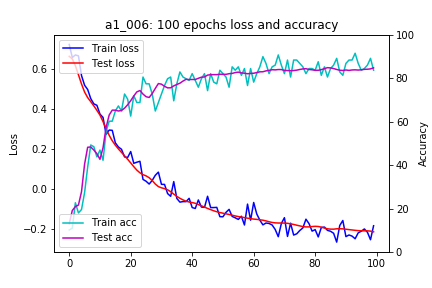 a1_006: 100 epochs loss and accuracy
Train loss
Test loss
Train acc
Test acc
Loss
0.6
0.4
0.2
0.0
−0.2
Accuracy
100
80
60
40
20
0
0
20
40
60
80
100